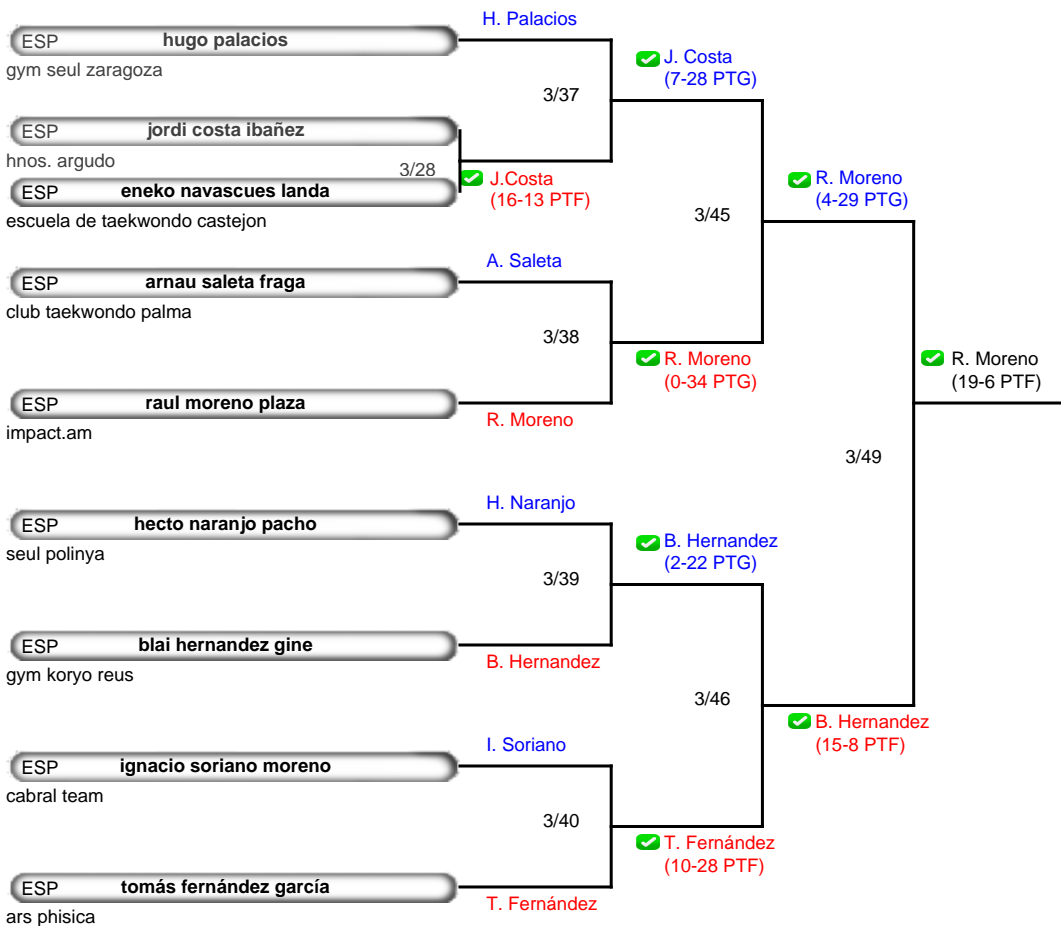 H. Palacios
ESP hugo palacios
gym seul zaragoza
J. Costa
(7-28 PTG)
3/37
ESP jordi costa ibañez
hnos. argudo
3/28
J.Costa
(16-13 PTF)
ESP eneko navascues landa
escuela de taekwondo castejon
R. Moreno
(4-29 PTG)
3/45
A. Saleta
ESP arnau saleta fraga
club taekwondo palma
3/38
R. Moreno
(0-34 PTG)
R. Moreno
(19-6 PTF)
ESP raul moreno plaza
impact.am
R. Moreno
3/49
H. Naranjo
ESP hecto naranjo pacho
seul polinya
B. Hernandez
(2-22 PTG)
3/39
ESP blai hernandez gine
gym koryo reus
B. Hernandez
3/46
B. Hernandez
(15-8 PTF)
I. Soriano
ESP ignacio soriano moreno
cabral team
3/40
T. Fernández
(10-28 PTF)
ESP tomás fernández garcía
ars phisica
T. Fernández